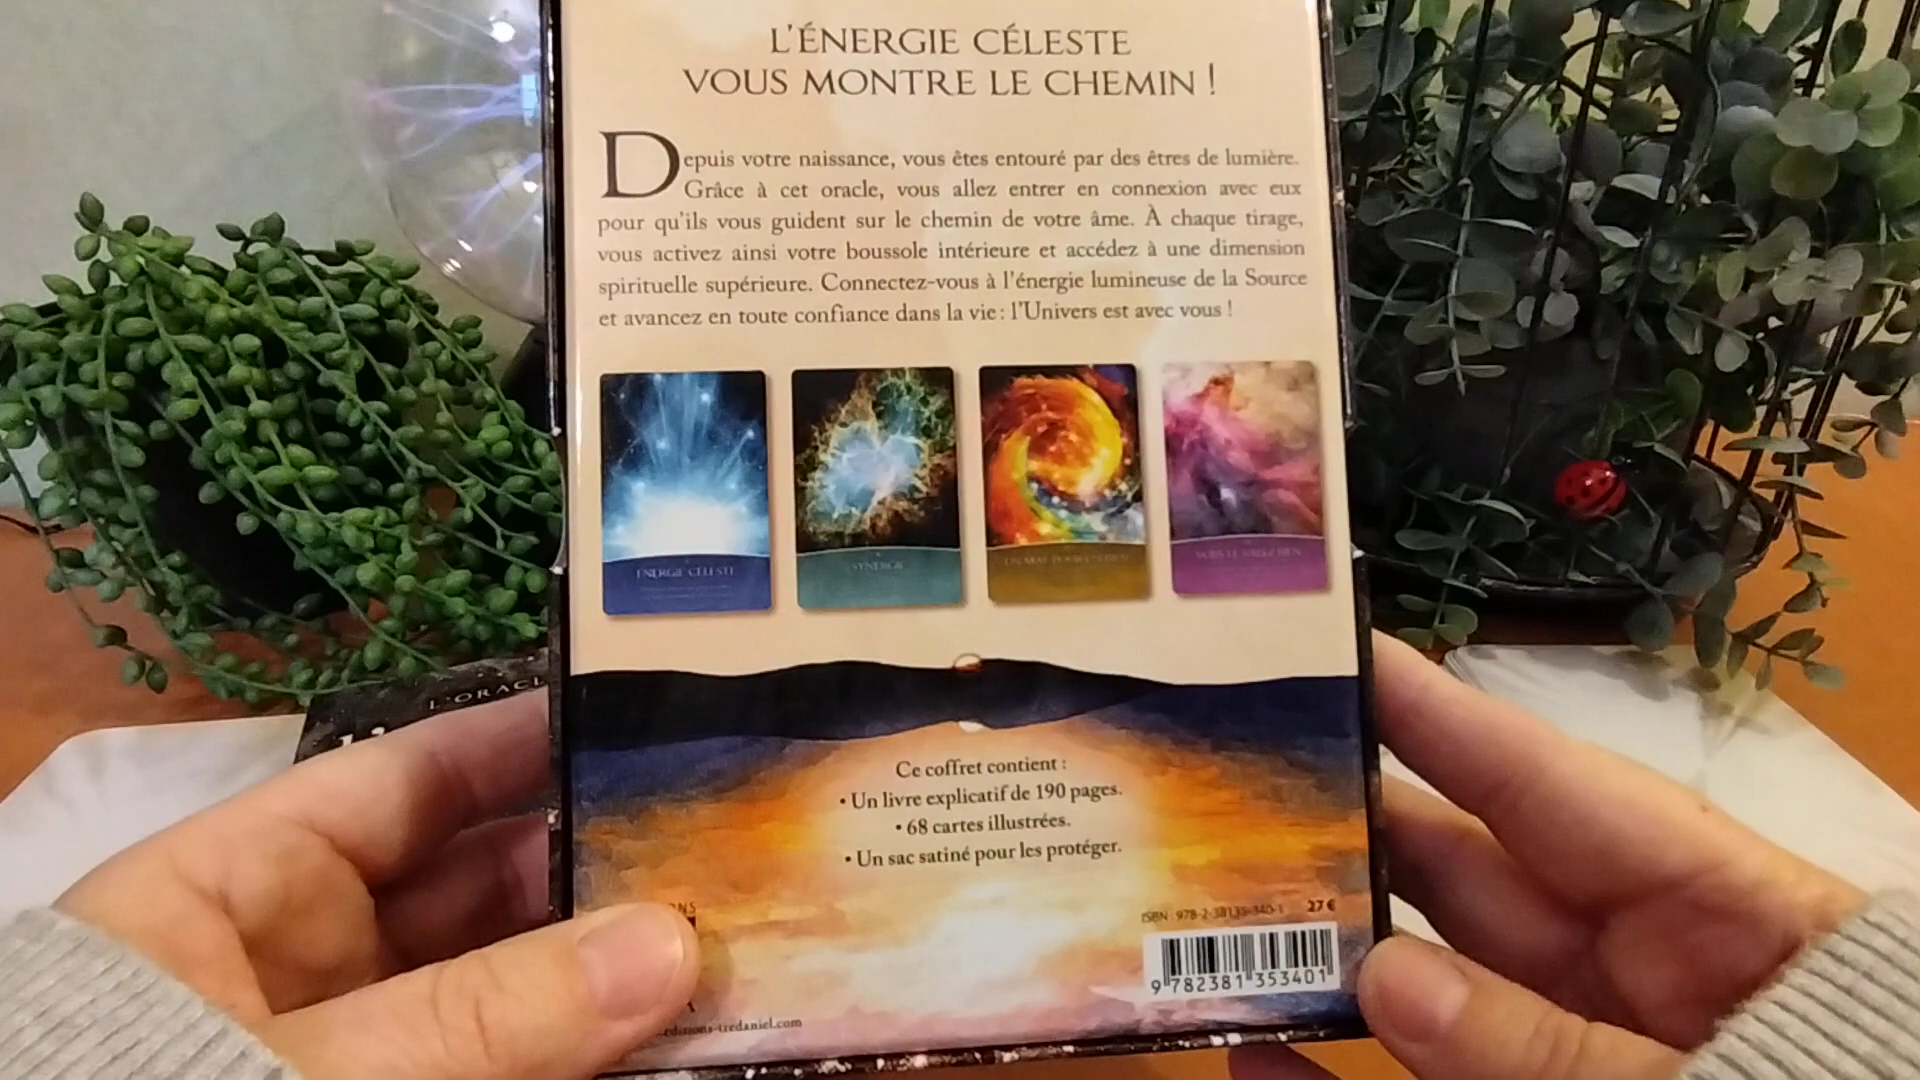 L'ÉNERGIE CÉLESTE
VOUS MONTRE LE CHEMIN !
Depuis votre naissance, vous êtes entouré par des êtres de lumière.
Grâce à cet oracle, vous allez entrer en connexion avec eux
pour qu'ils vous guident sur le chemin de votre âme. À chaque tirage,
vous activez ainsi votre boussole intérieure et accédez à une dimension
spirituelle supérieure. Connectez-vous à l'énergie lumineuse de la Source
et avancez en toute confiance dans la vie : l'Univers est avec vous !
ÉNERGIE CÉLESTE
SYNERGIE
L'ORACL
Ce coffret contient :
• Un livre explicatif de 190 pages.
• 68 cartes illustrées.
• Un sac satiné pour les protéger.
ONS
ISBN : 978-2-38135-340-1 27 €
9 782381 353401
editions-tredaniel.com